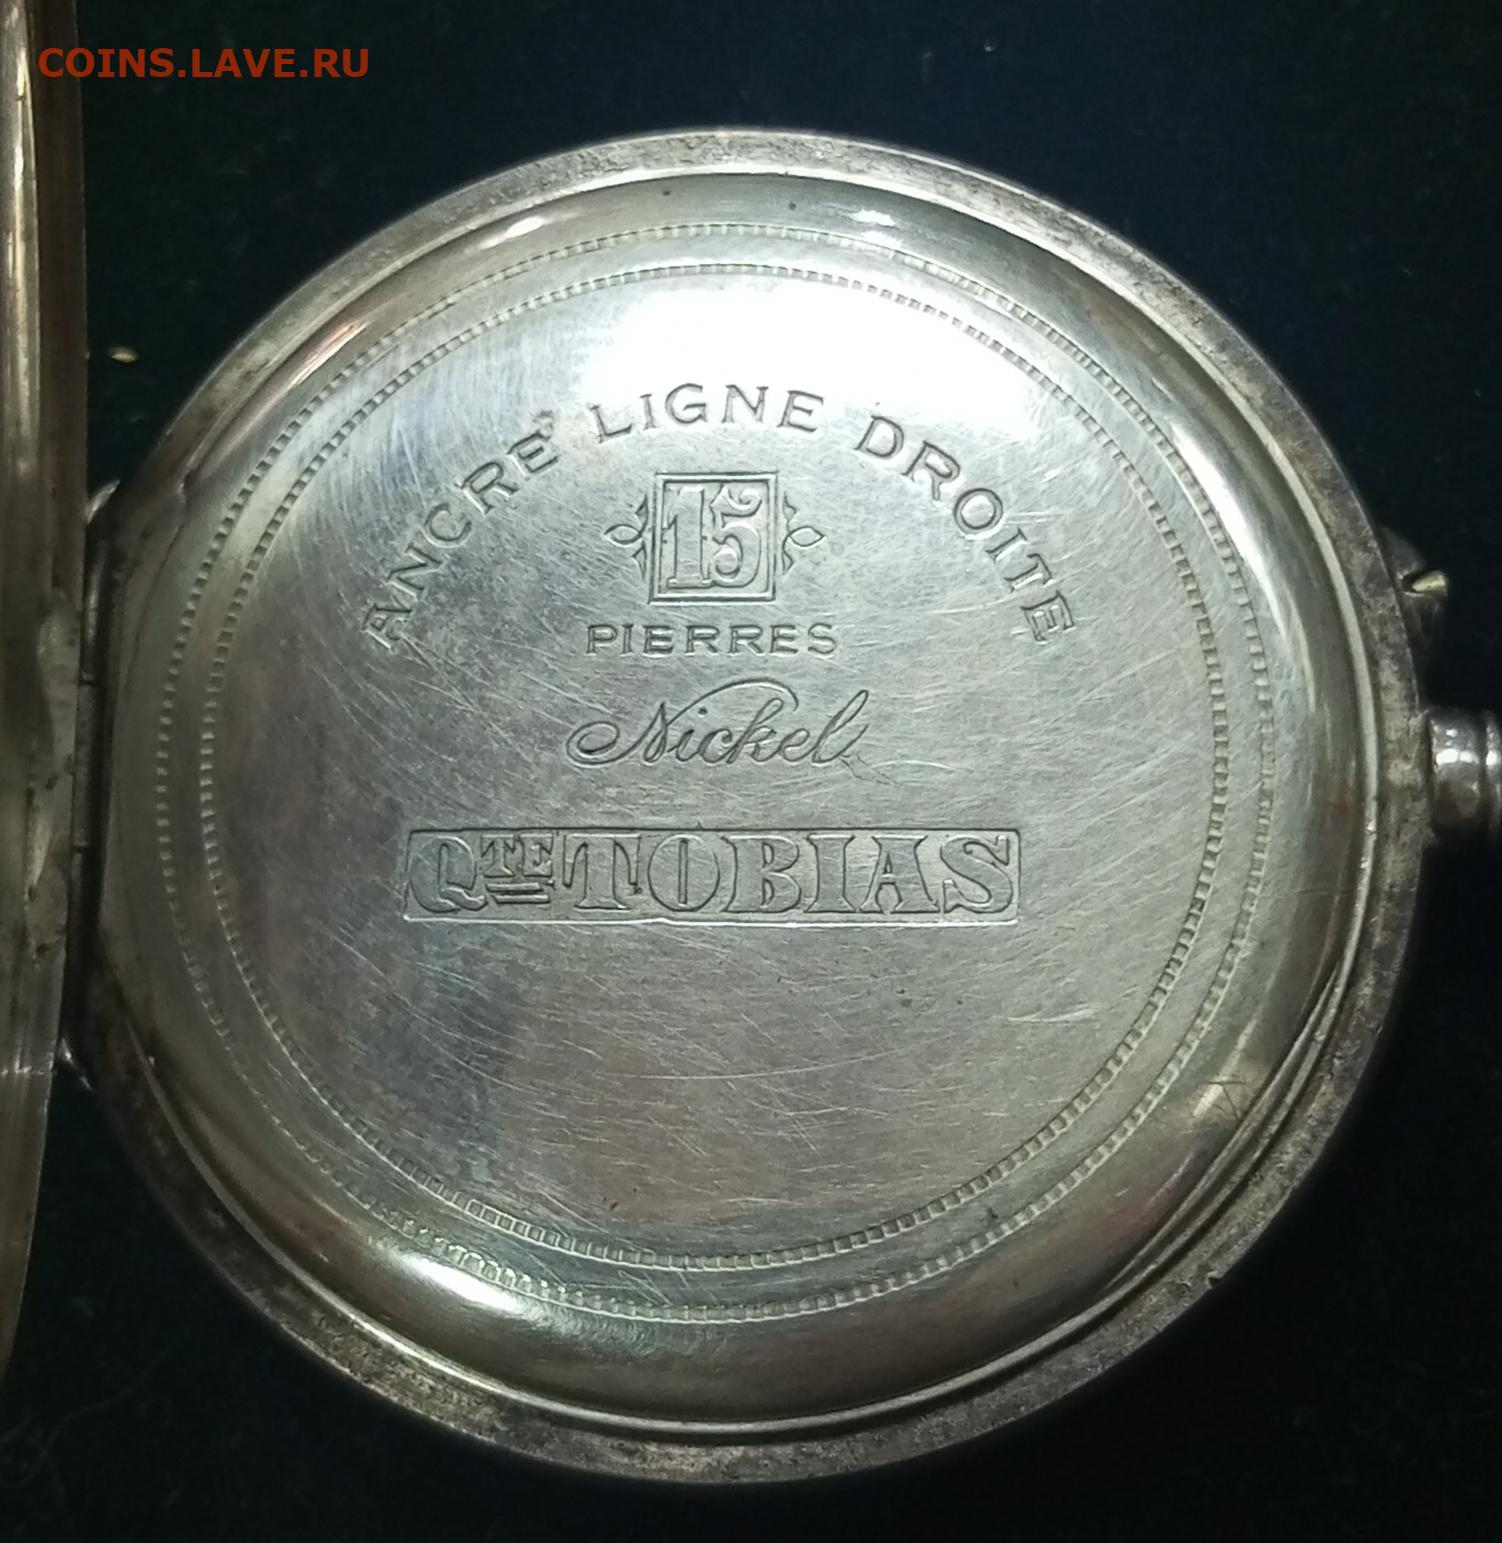 COINS.LAVE.RU
ANCRE LIGNE DROITE
15
PIERRES
Nickel
QTE TOBIAS